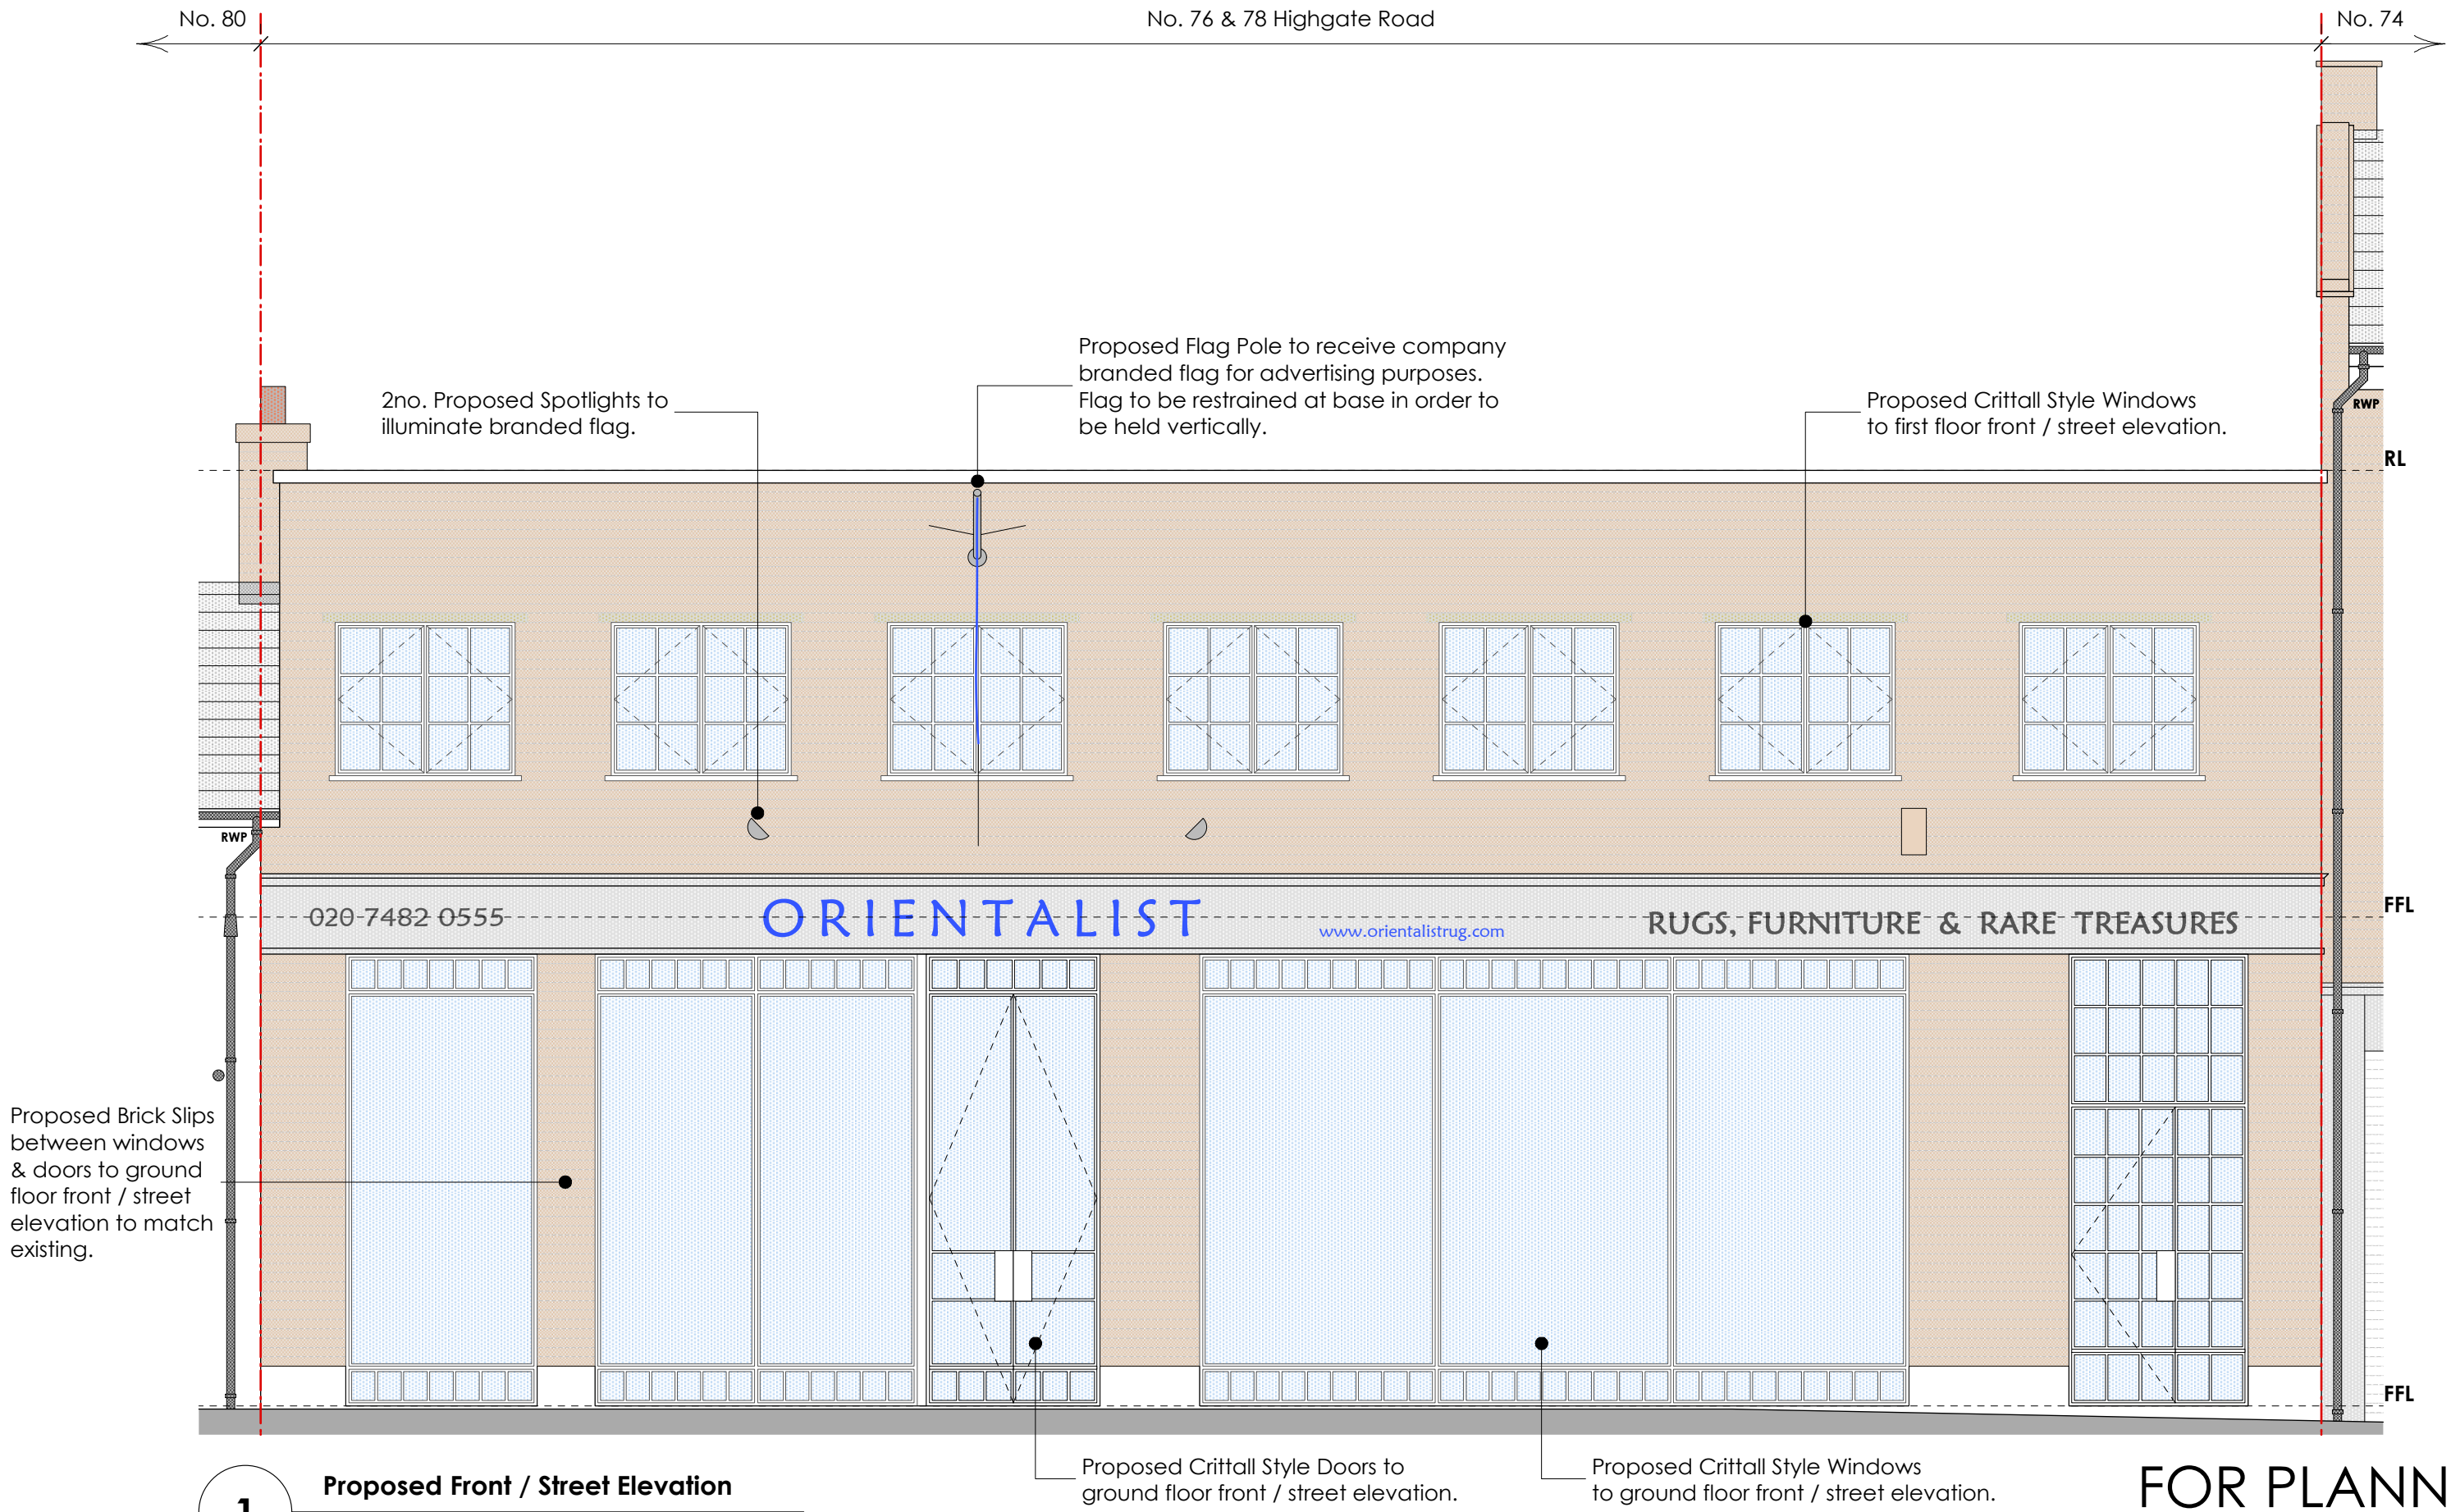 No. 80
No. 76 & 78 Highgate Road
No. 74
Proposed Flag Pole to receive company
branded flag for advertising purposes.
Flag to be restrained at base in order to
be held vertically.
2no. Proposed Spotlights to
illuminate branded flag.
Proposed Crittall Style Windows
to first floor front / street elevation.
RWP
RL
RWP
020 7482 0555
ORIENTALIST
www.orientalistrug.com
RUGS, FURNITURE & RARE TREASURES
FFL
Proposed Brick Slips
between windows
& doors to ground
floor front / street
elevation to match
existing.
FFL
1
Proposed Front / Street Elevation
Proposed Crittall Style Doors to
ground floor front / street elevation.
Proposed Crittall Style Windows
to ground floor front / street elevation.
FOR PLANN